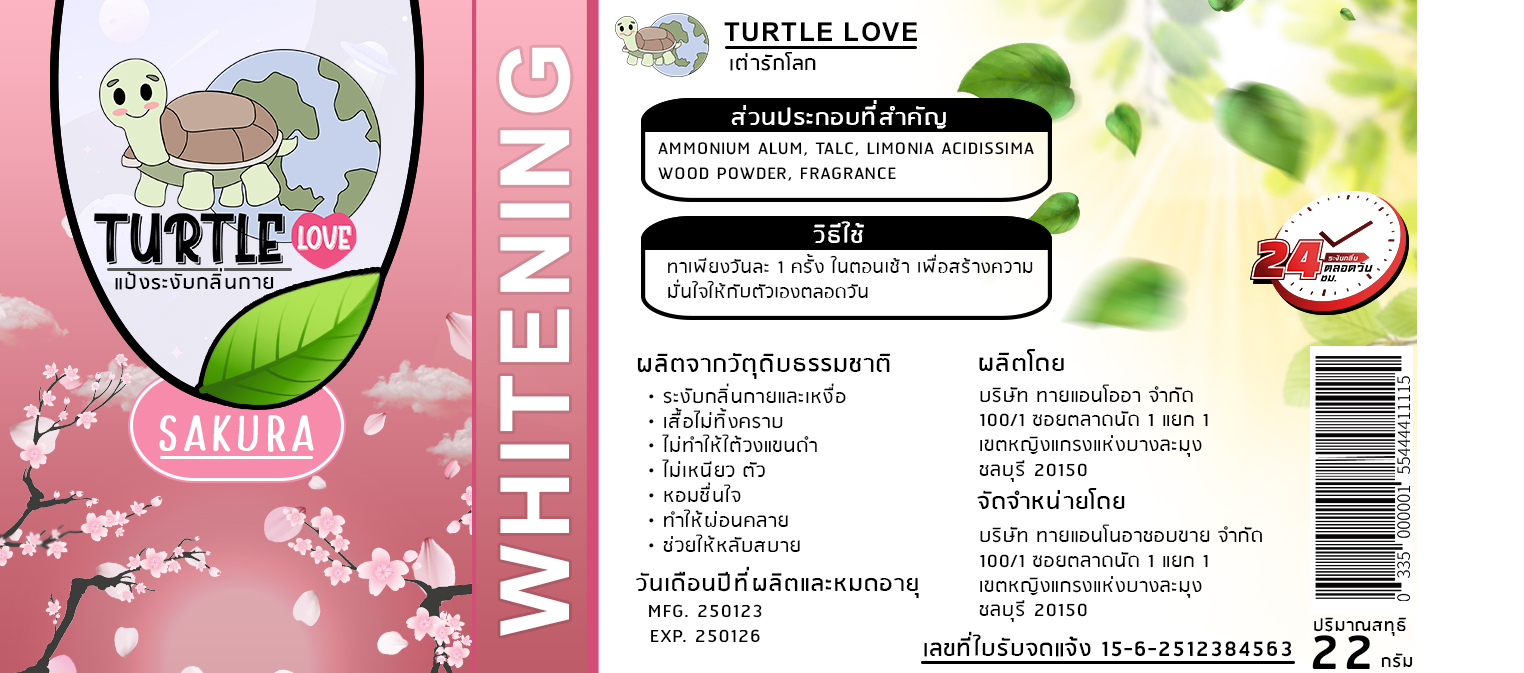 TURTLE LOVE
แป้งระงับกลิ่นกาย
SAKURA
WHITENING
TURTLE LOVE
เต่ารักโลก
ส่วนประกอบที่สำคัญ
AMMONIUM ALUM, TALC, LIMONIA ACIDISSIMA
WOOD POWDER, FRAGRANCE
วิธีใช้
ทาเพียงวันละ 1 ครั้ง ในตอนเช้า เพื่อสร้างความ
มั่นใจให้กับตัวเองตลอดวัน
24
ระงับกลิ่น
ตลอดวัน
ชม.
ผลิตจากวัตุดิบธรรมชาติ
• ระงับกลิ่นกายและเหงื่อ
• เสื้อไม่ทิ้งคราบ
• ไม่ทำให้ใต้วงแขนดำ
• ไม่เหนียว ตัว
• หอมชื่นใจ
• ทำให้ผ่อนคลาย
• ช่วยให้หลับสบาย
วันเดือนปีที่ผลิตและหมดอายุ
MFG. 250123
EXP. 250126
ผลิตโดย
บริษัท ทายแอนโออา จำกัด
100/1 ซอยตลาดนัด 1 แยก 1
เขตหญิงแกรงแห่งบางละมุง
ชลบุรี 20150
จัดจำหน่ายโดย
บริษัท ทายแอนโนอาชอบขาย จำกัด
100/1 ซอยตลาดนัด 1 แยก 1
เขตหญิงแกรงแห่งบางละมุง
ชลบุรี 20150
เลขที่ใบรับจดแจ้ง 15-6-2512384563
0 335 000001 55444411115
ปริมาณสทุธิ
22 กรัม